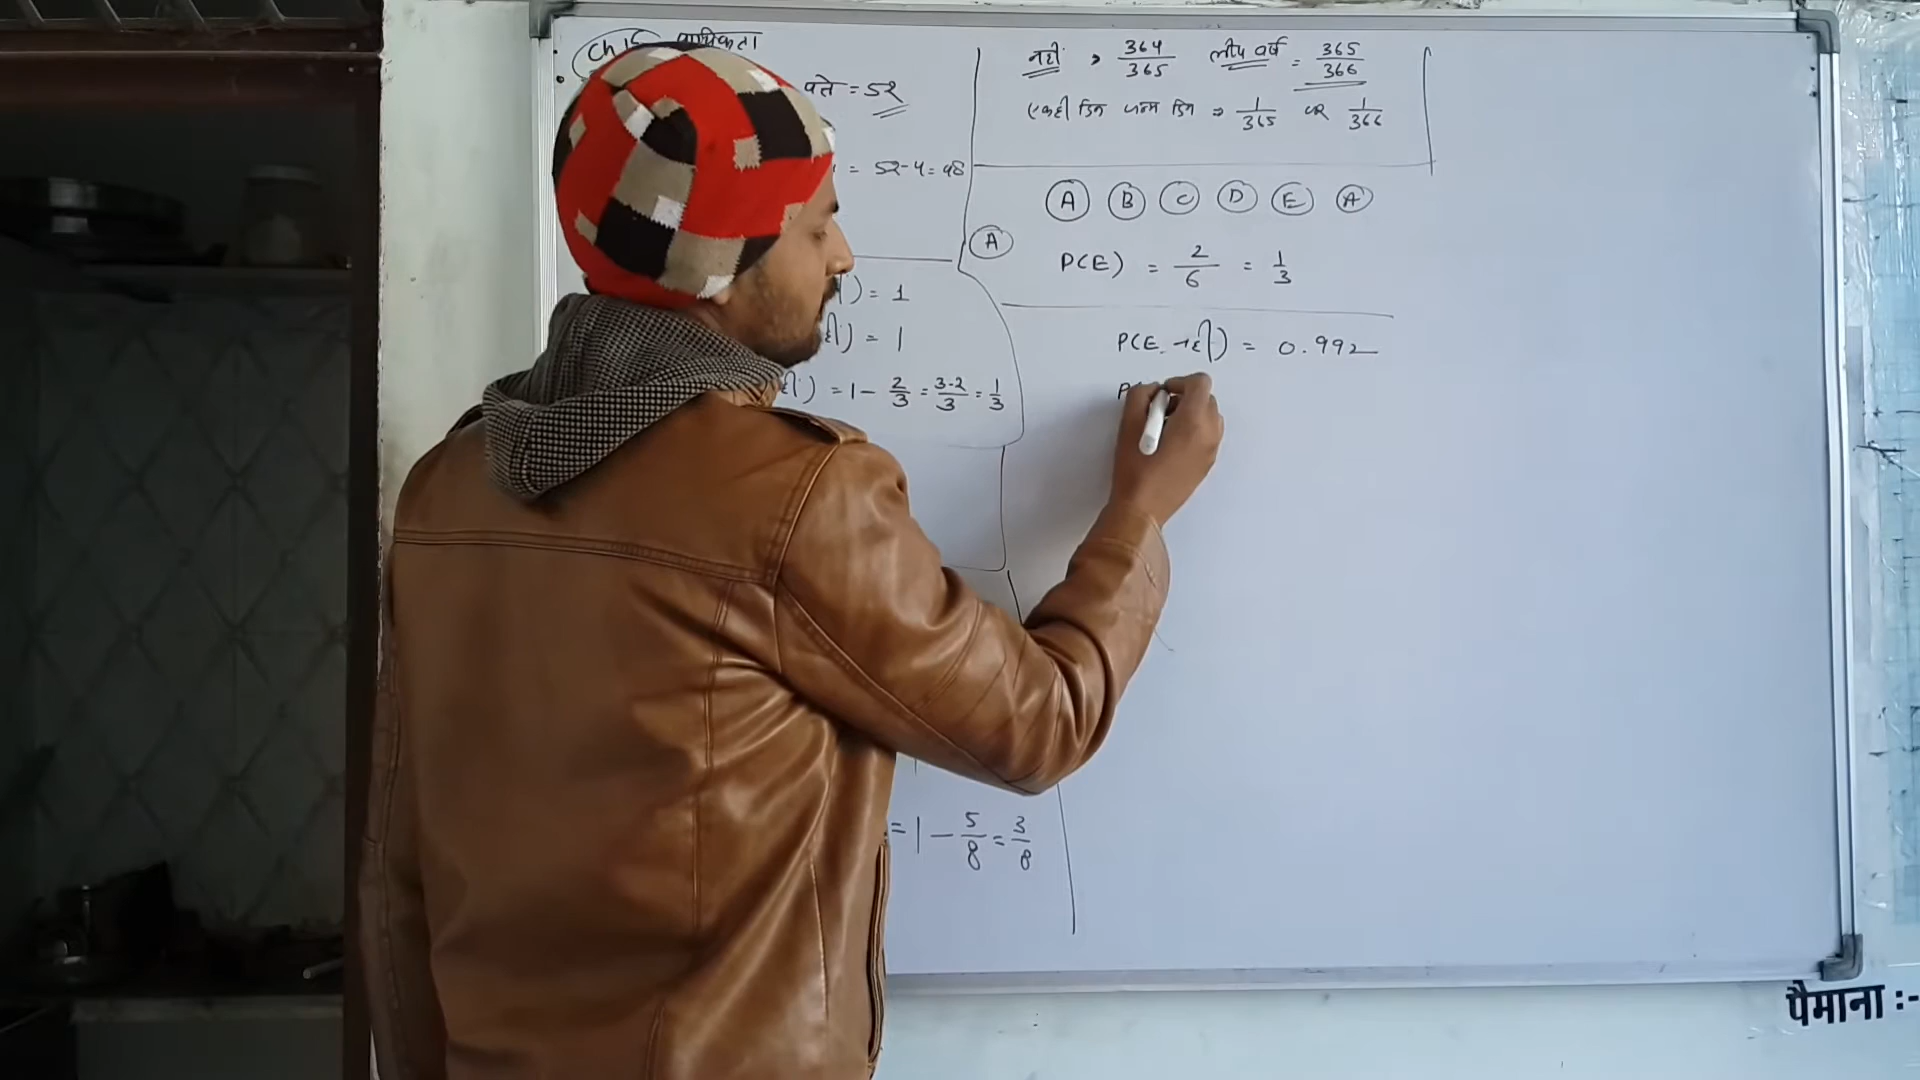 Ch 15 प्रायिकता
पत्ते = 52
= 52-4 = 48
) = 1
) = 1
) = 1 - 2/3 = 3-2/3 = 1/3
= 1 - 5/8 = 3/8
नहीं > 364/365 लीप वर्ष = 365/366
एकही दिन जन्म दिन ⇒ 1/365 OR 1/366
A B C D E A
A
P(E) = 2/6 = 1/3
P(E नहीं) = 0.992
P(
पैमाना :-